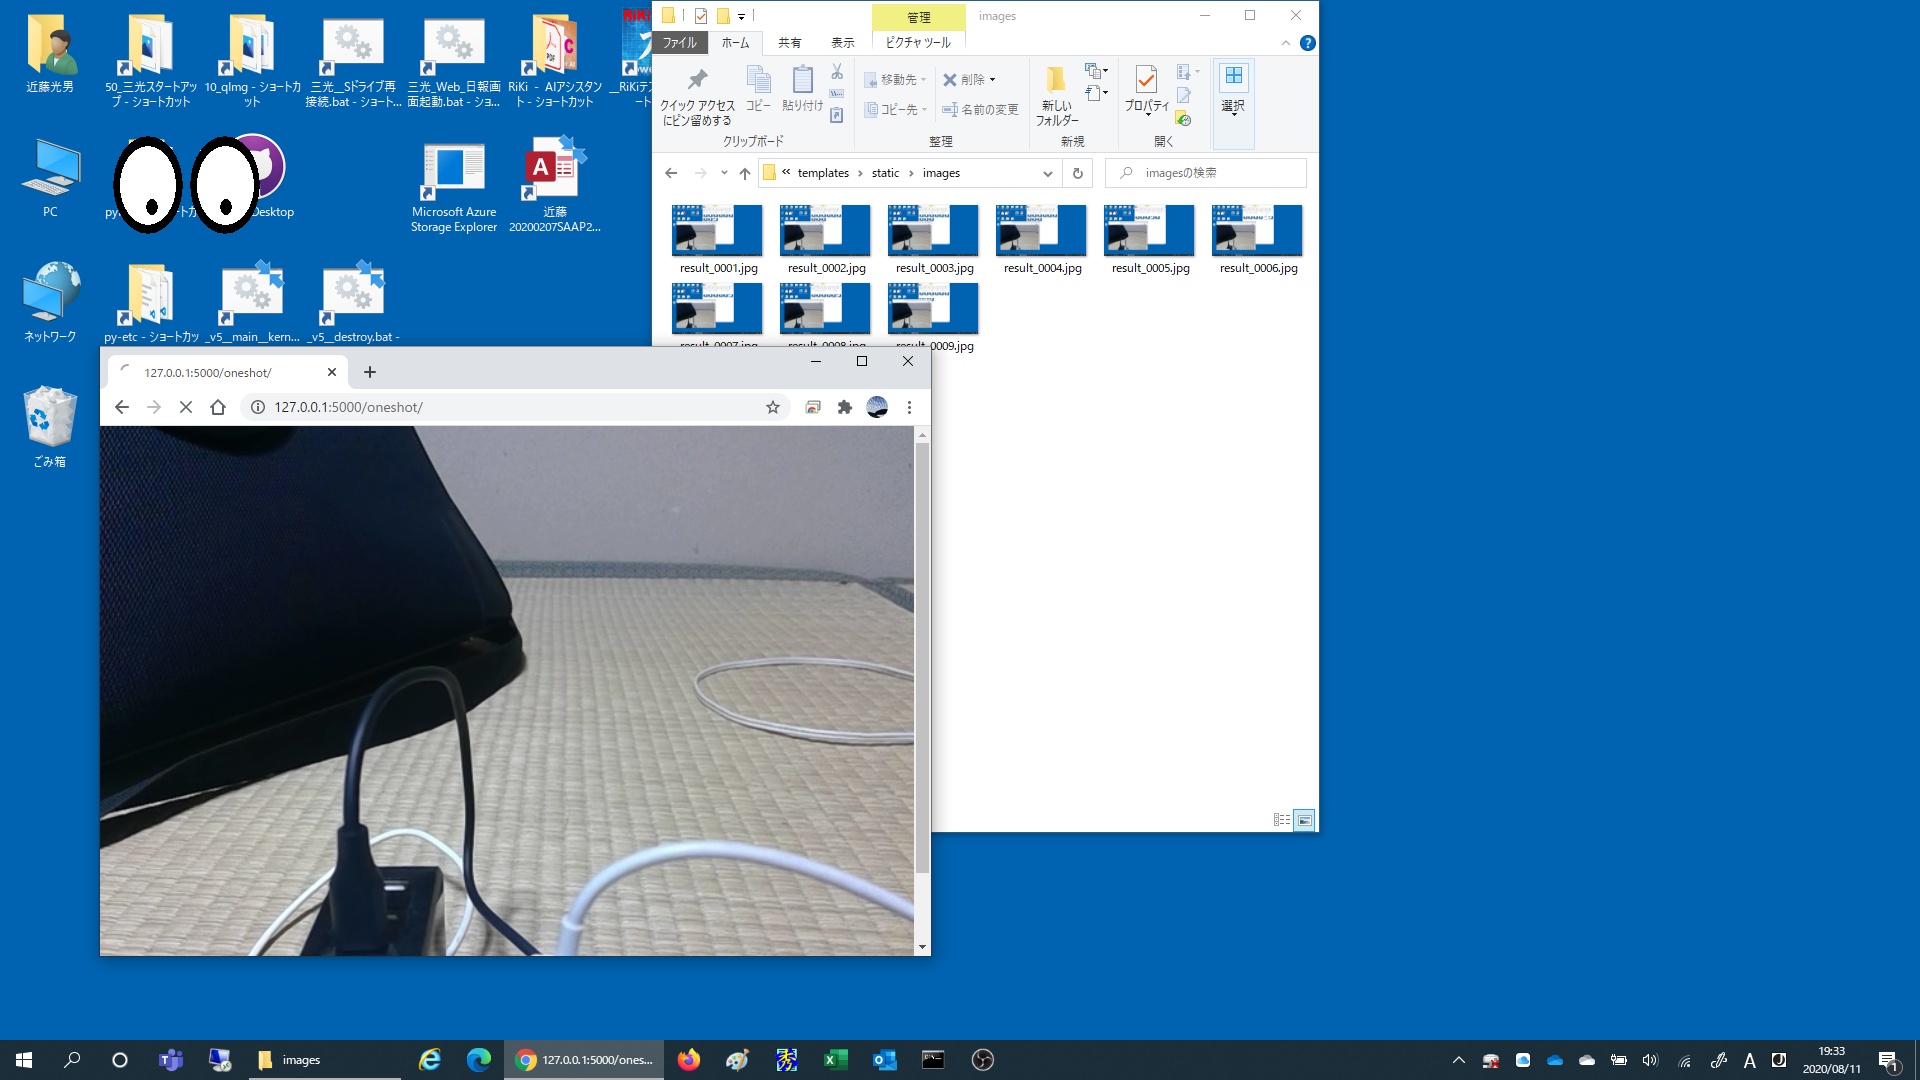 近藤光男
50_三光スタートアッ
プ - ショートカット
10_qlmg - ショートカ
ット
三光__Sドライブ再
接続.bat - ショート...
三光_Web_日報画
面起動.bat - ショ...
RiKi - AIアシスタン
ト - ショートカット
PC
Desktop
Microsoft Azure
Storage Explorer
近藤
20200207SAAP2...
ネットワーク
py-etc - ショートカッ
_v5__main__kern...
_v5__destroy.bat -
ごみ箱
管理
images
ファイル
ホーム
共有
表示
ピクチャ ツール
クイック アクセス
にピン留めする
コピー
貼り付け
クリップボード
移動先
コピー先
削除
名前の変更
整理
新しい
フォルダー
新規
プロパティ
開く
選択
« templates › static › images
imagesの検索
result_0001.jpg
result_0002.jpg
result_0003.jpg
result_0004.jpg
result_0005.jpg
result_0006.jpg
result_0007.jpg
result_0008.jpg
result_0009.jpg
127.0.0.1:5000/oneshot/
127.0.0.1:5000/oneshot/
images
127.0.0.1:5000/ones...
A
19:33
2020/08/11
1